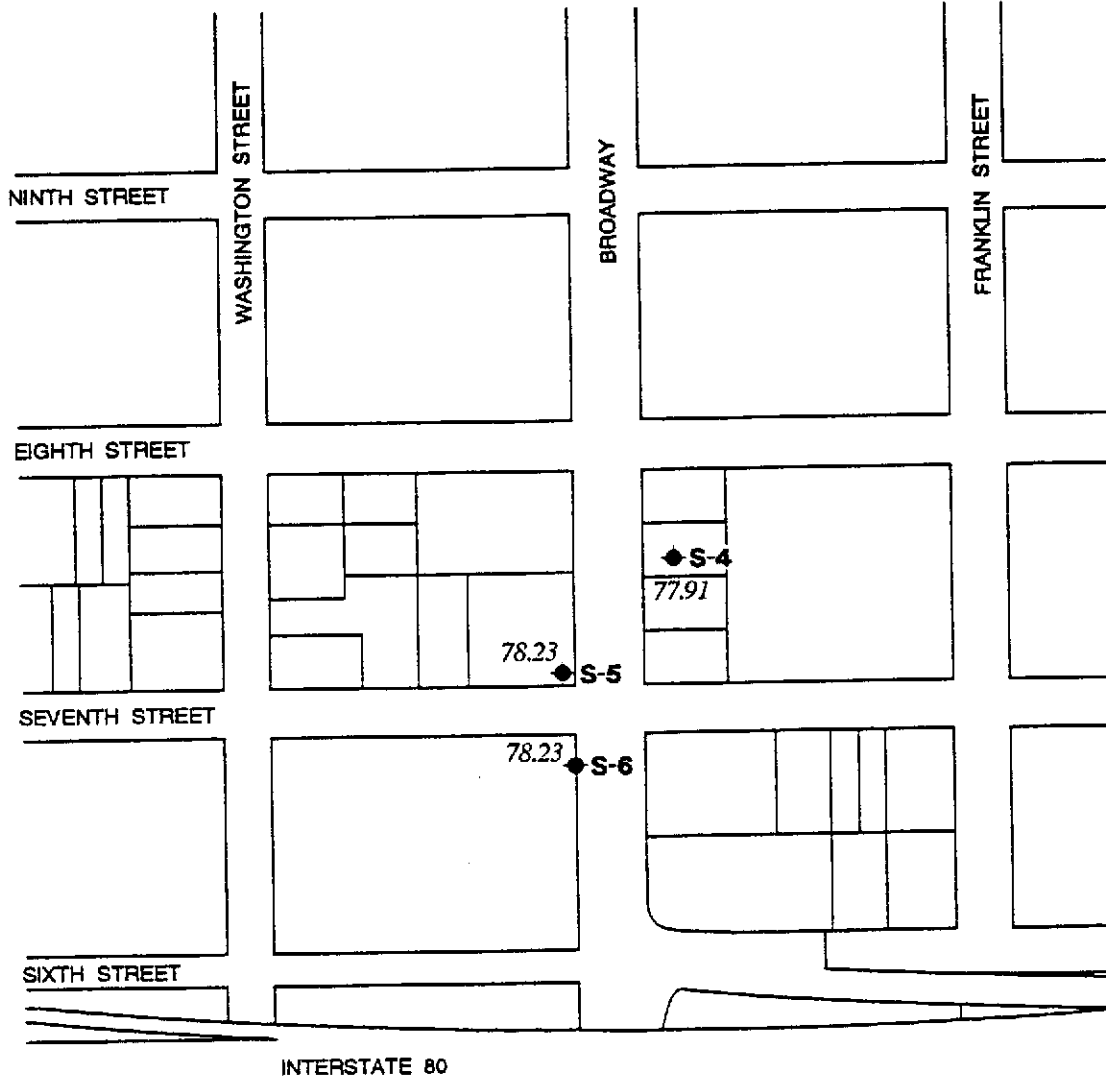 WASHINGTON STREET
BROADWAY
FRANKLIN STREET
NINTH STREET
EIGHTH STREET
S-4
77.91
78.23
S-5
SEVENTH STREET
78.23
S-6
SIXTH STREET
INTERSTATE 80